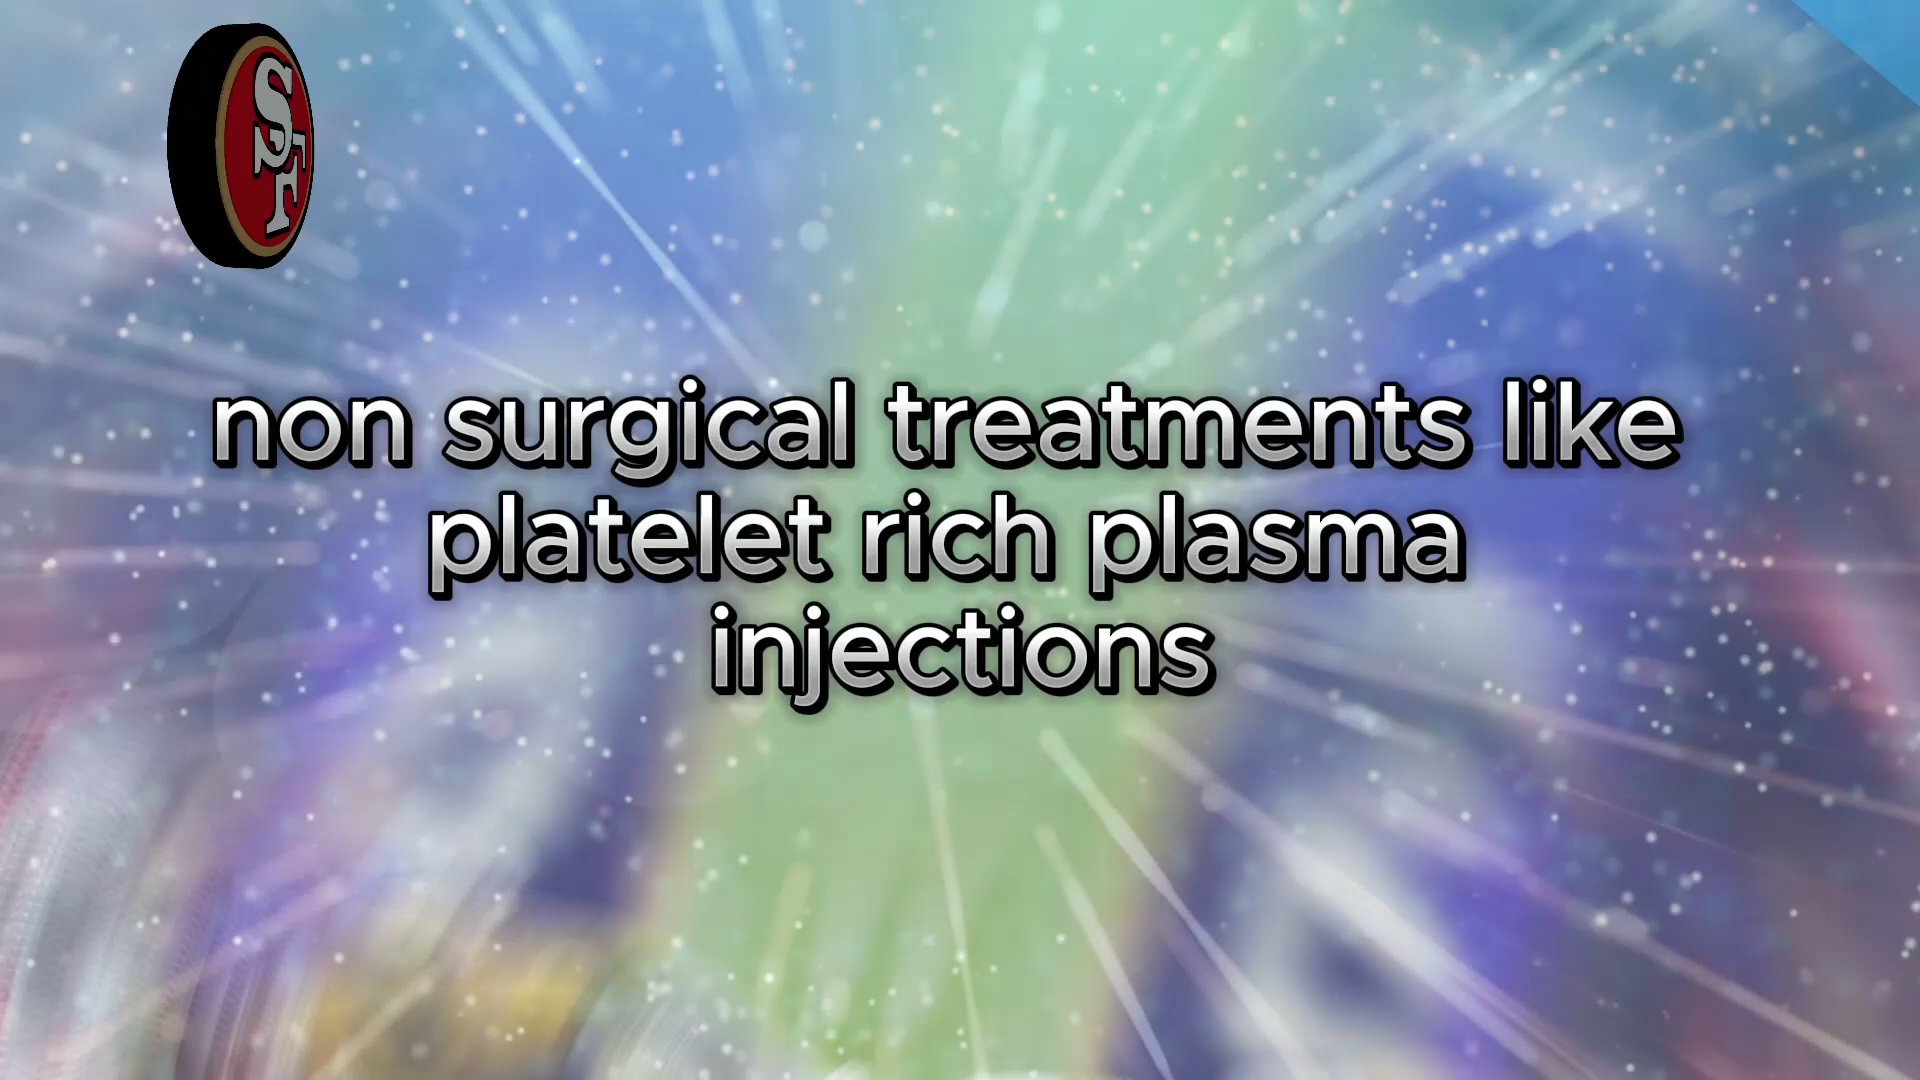 SF
non surgical treatments like
platelet rich plasma
injections